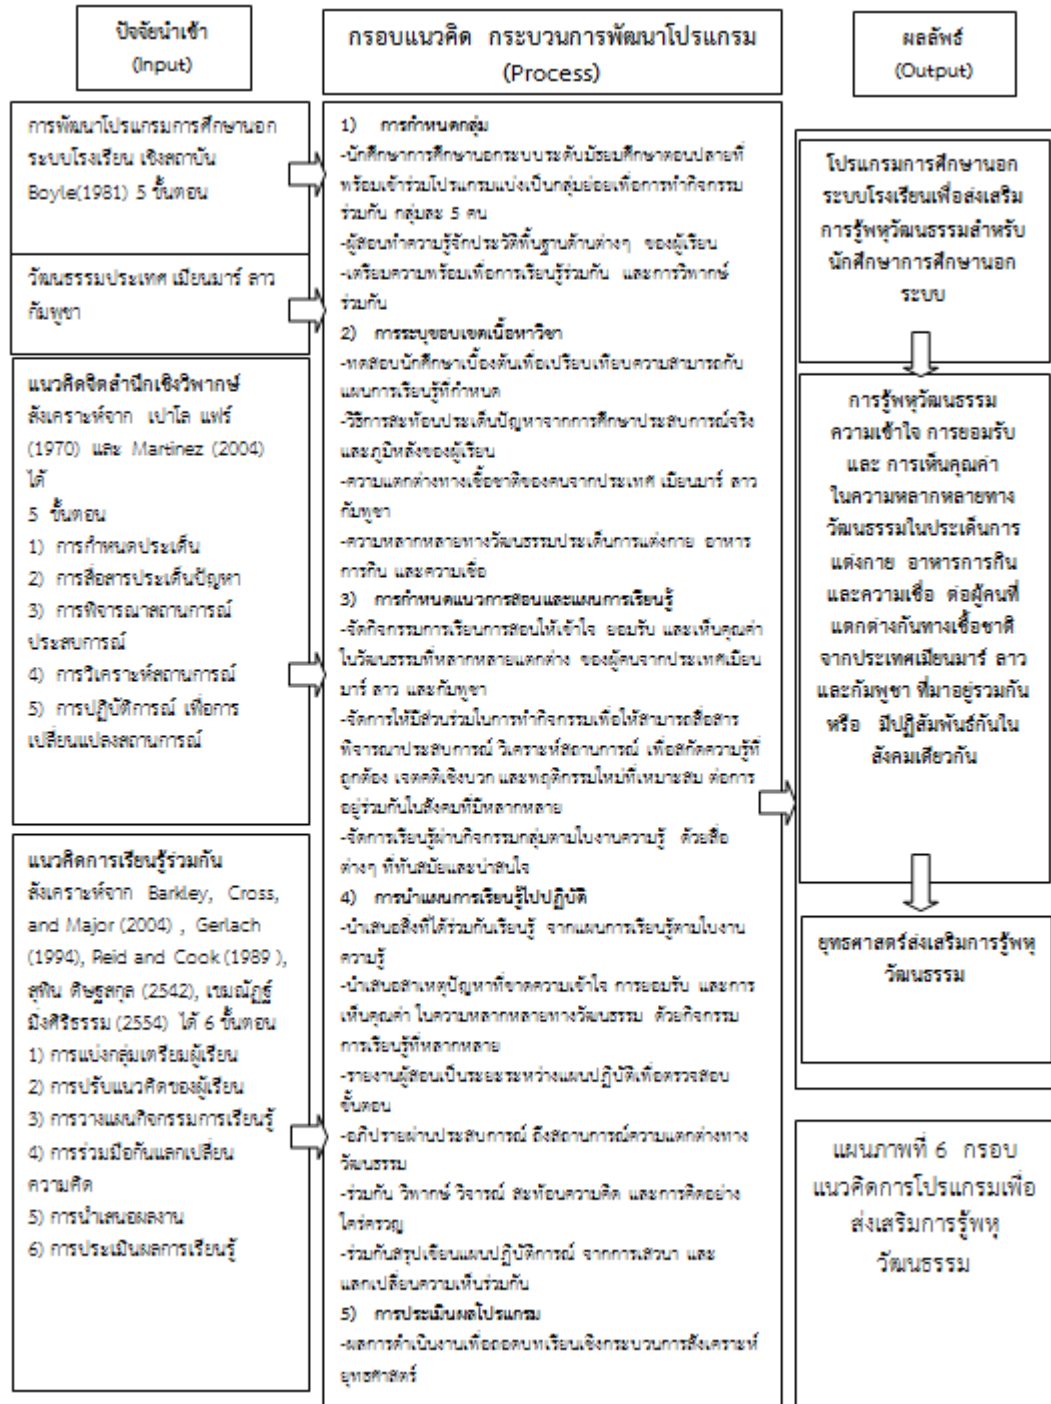 ปัจจัยนำเข้า
(Input)
การพัฒนาโปรแกรมการศึกษานอก
ระบบโรงเรียน เชิงสถาบัน
Boyle(1981) 5 ขั้นตอน
วัฒนธรรมประเทศ เมียนมาร์ ลาว
กัมพูชา
แนวคิดจิตสำนึกเชิงวิพากษ์
สังเคราะห์จาก เปาโล แฟร์
(1970) และ Martinez (2004)
ได้
5 ขั้นตอน
1) การกำหนดประเด็น
2) การสื่อสารประเด็นปัญหา
3) การพิจารณาสถานการณ์
ประสบการณ์
4) การวิเคราะห์สถานการณ์
5) การปฏิบัติการณ์ เพื่อการ
เปลี่ยนแปลงสถานการณ์
แนวคิดการเรียนรู้ร่วมกัน
สังเคราะห์จาก Barkley, Cross,
and Major (2004) , Gerlach
(1994), Reid and Cook (1989 ),
สุพิน ดิษฐสกุล (2542), เขมณัฏฐ์
มิ่งศิริธรรม (2554) ได้ 6 ขั้นตอน
1) การแบ่งกลุ่มเตรียมผู้เรียน
2) การปรับแนวคิดของผู้เรียน
3) การวางแผนกิจกรรมการเรียนรู้
4) การร่วมมือกันแลกเปลี่ยน
ความคิด
5) การนำเสนอผลงาน
6) การประเมินผลการเรียนรู้
กรอบแนวคิด กระบวนการพัฒนาโปรแกรม
(Process)
1) การกำหนดกลุ่ม
-นักศึกษาการศึกษานอกระบบระดับมัธยมศึกษาตอนปลายที่
พร้อมเข้าร่วมโปรแกรมแบ่งเป็นกลุ่มย่อยเพื่อการทำกิจกรรม
ร่วมกัน กลุ่มละ 5 คน
-ผู้สอนทำความรู้จักประวัติพื้นฐานด้านต่างๆ ของผู้เรียน
-เตรียมความพร้อมเพื่อการเรียนรู้ร่วมกัน และการวิพากษ์
ร่วมกัน
2) การระบุขอบเขตเนื้อหาวิชา
-ทดสอบนักศึกษาเบื้องต้นเพื่อเปรียบเทียบความสามารถกับ
แผนการเรียนรู้ที่กำหนด
-วิธีการสะท้อนประเด็นปัญหาจากการศึกษาประสบการณ์จริง
และภูมิหลังของผู้เรียน
-ความแตกต่างทางเชื้อชาติของคนจากประเทศ เมียนมาร์ ลาว
กัมพูชา
-ความหลากหลายทางวัฒนธรรมประเด็นการแต่งกาย อาหาร
การกิน และความเชื่อ
3) การกำหนดแนวการสอนและแผนการเรียนรู้
-จัดกิจกรรมการเรียนการสอนให้เข้าใจ ยอมรับ และเห็นคุณค่า
ในวัฒนธรรมที่หลากหลายแตกต่าง ของผู้คนจากประเทศเมียน
มาร์ ลาว และกัมพูชา
-จัดการให้มีส่วนร่วมในการทำกิจกรรมเพื่อให้สามารถสื่อสาร
พิจารณาประสบการณ์ วิเคราะห์สถานการณ์ เพื่อสกัดความรู้ที่
ถูกต้อง เจตคติเชิงบวก และพฤติกรรมใหม่ที่เหมาะสม ต่อการ
อยู่ร่วมกันในสังคมที่มีหลากหลาย
-จัดการเรียนรู้ผ่านกิจกรรมกลุ่มตามใบงานความรู้ ด้วยสื่อ
ต่างๆ ที่ทันสมัยและน่าสนใจ
4) การนำแผนการเรียนรู้ไปปฏิบัติ
-นำเสนอสิ่งที่ได้ร่วมกันเรียนรู้ จากแผนการเรียนรู้ตามใบงาน
ความรู้
-นำเสนอสาเหตุปัญหาที่ขาดความเข้าใจ การยอมรับ และการ
เห็นคุณค่า ในความหลากหลายทางวัฒนธรรม ด้วยกิจกรรม
การเรียนรู้ที่หลากหลาย
-รายงานผู้สอนเป็นระยะระหว่างแผนปฏิบัติเพื่อตรวจสอบ
ขั้นตอน
-อภิปรายผ่านประสบการณ์ ถึงสถานการณ์ความแตกต่างทาง
วัฒนธรรม
-ร่วมกัน วิพากษ์ วิจารณ์ สะท้อนความคิด และการคิดอย่าง
ใคร่ครวญ
-ร่วมกันสรุปเขียนแผนปฏิบัติการณ์ จากการเสวนา และ
แลกเปลี่ยนความเห็นร่วมกัน
5) การประเมินผลโปรแกรม
-ผลการดำเนินงานเพื่อถอดบทเรียนเชิงกระบวนการสังเคราะห์
ยุทธศาสตร์
ผลลัพธ์
(Output)
โปรแกรมการศึกษานอก
ระบบโรงเรียนเพื่อส่งเสริม
การรู้พหุวัฒนธรรมสำหรับ
นักศึกษาการศึกษานอก
ระบบ
การรู้พหุวัฒนธรรม
ความเข้าใจ การยอมรับ
และ การเห็นคุณค่า
ในความหลากหลายทาง
วัฒนธรรมในประเด็นการ
แต่งกาย อาหารการกิน
และความเชื่อ ต่อผู้คนที่
แตกต่างกันทางเชื้อชาติ
จากประเทศเมียนมาร์ ลาว
และกัมพูชา ที่มาอยู่รวมกัน
หรือ มีปฏิสัมพันธ์กันใน
สังคมเดียวกัน
ยุทธศาสตร์ส่งเสริมการรู้พหุ
วัฒนธรรม
แผนภาพที่ 6 กรอบ
แนวคิดการโปรแกรมเพื่อ
ส่งเสริมการรู้พหุ
วัฒนธรรม